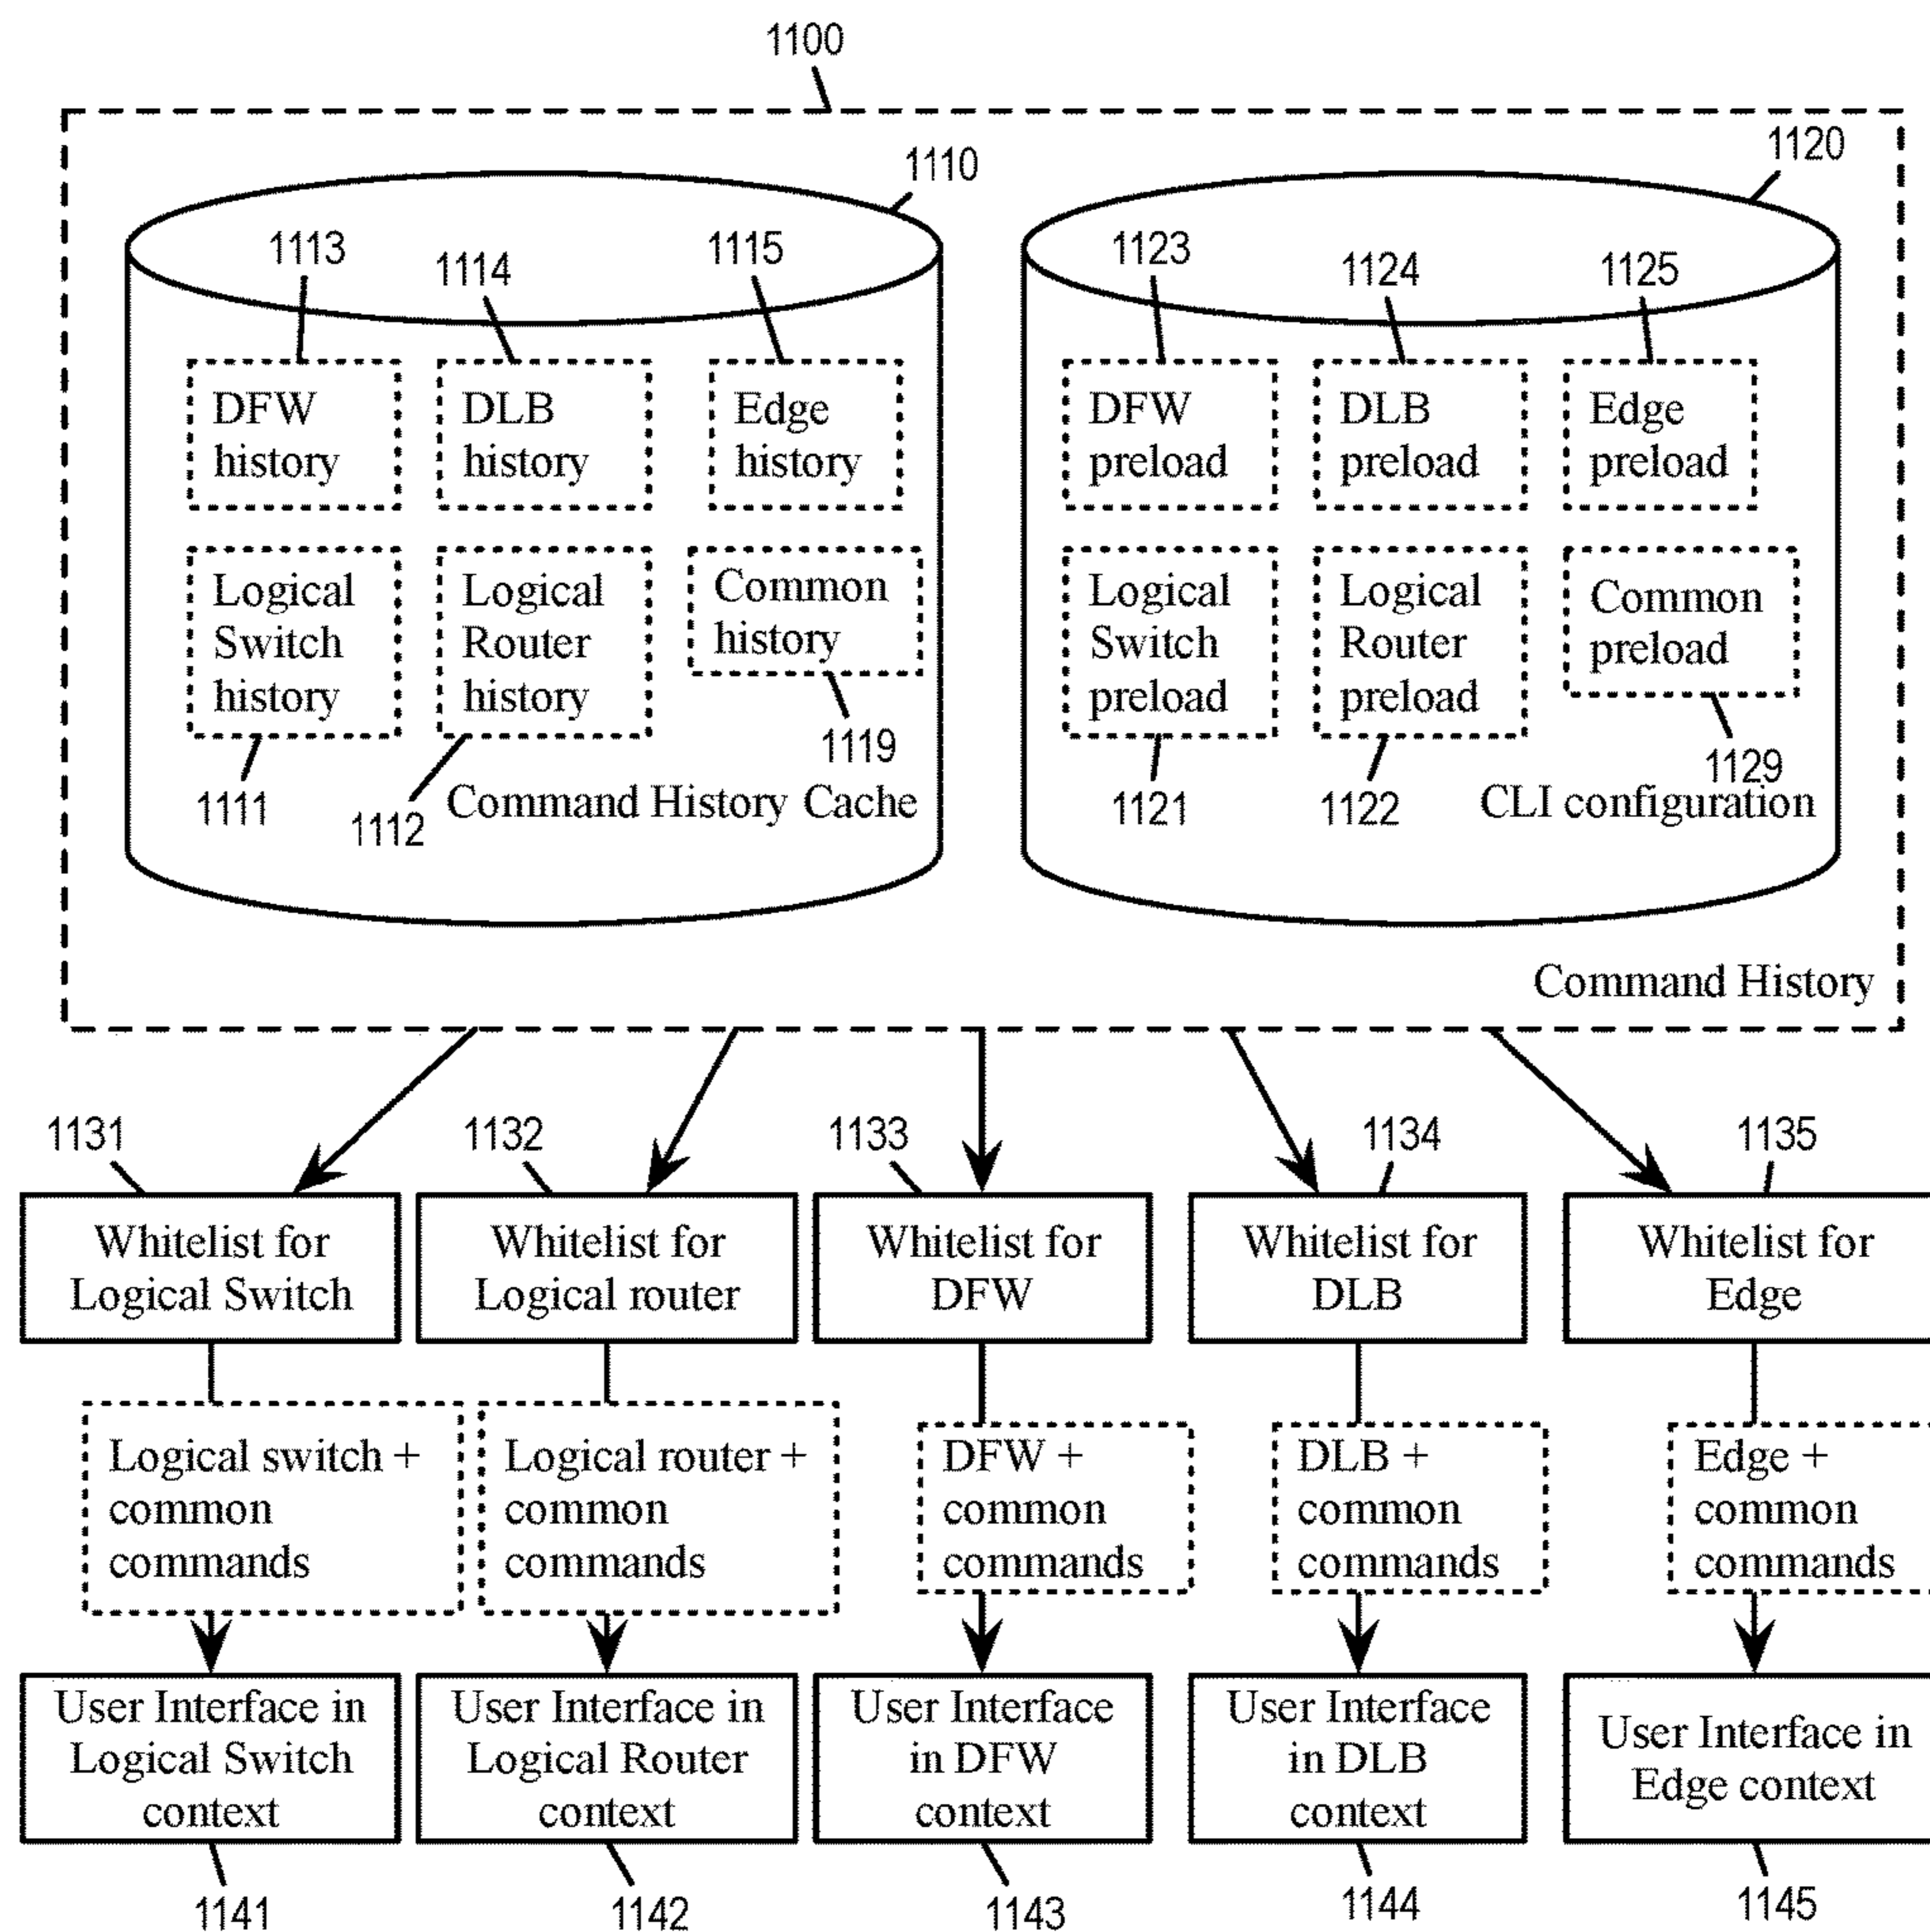 1100
1110
1120
1113
1114
1115
1123
1124
1125
DFW
history
DLB
history
Edge
history
DFW
preload
DLB
preload
Edge
preload
Logical
Switch
history
Logical
Router
history
Common
history
Logical
Switch
preload
Logical
Router
preload
Common
preload
1111
1112
1119
Command History Cache
1121
1122
1129
CLI configuration
Command History
1131
1132
1133
1134
1135
Whitelist for
Logical Switch
Whitelist for
Logical router
Whitelist for
DFW
Whitelist for
DLB
Whitelist for
Edge
Logical switch +
common
commands
Logical router +
common
commands
DFW +
common
commands
DLB +
common
commands
Edge +
common
commands
User Interface in
Logical Switch
context
User Interface in
Logical Router
context
User Interface
in DFW
context
User Interface
in DLB
context
User Interface in
Edge context
1141
1142
1143
1144
1145